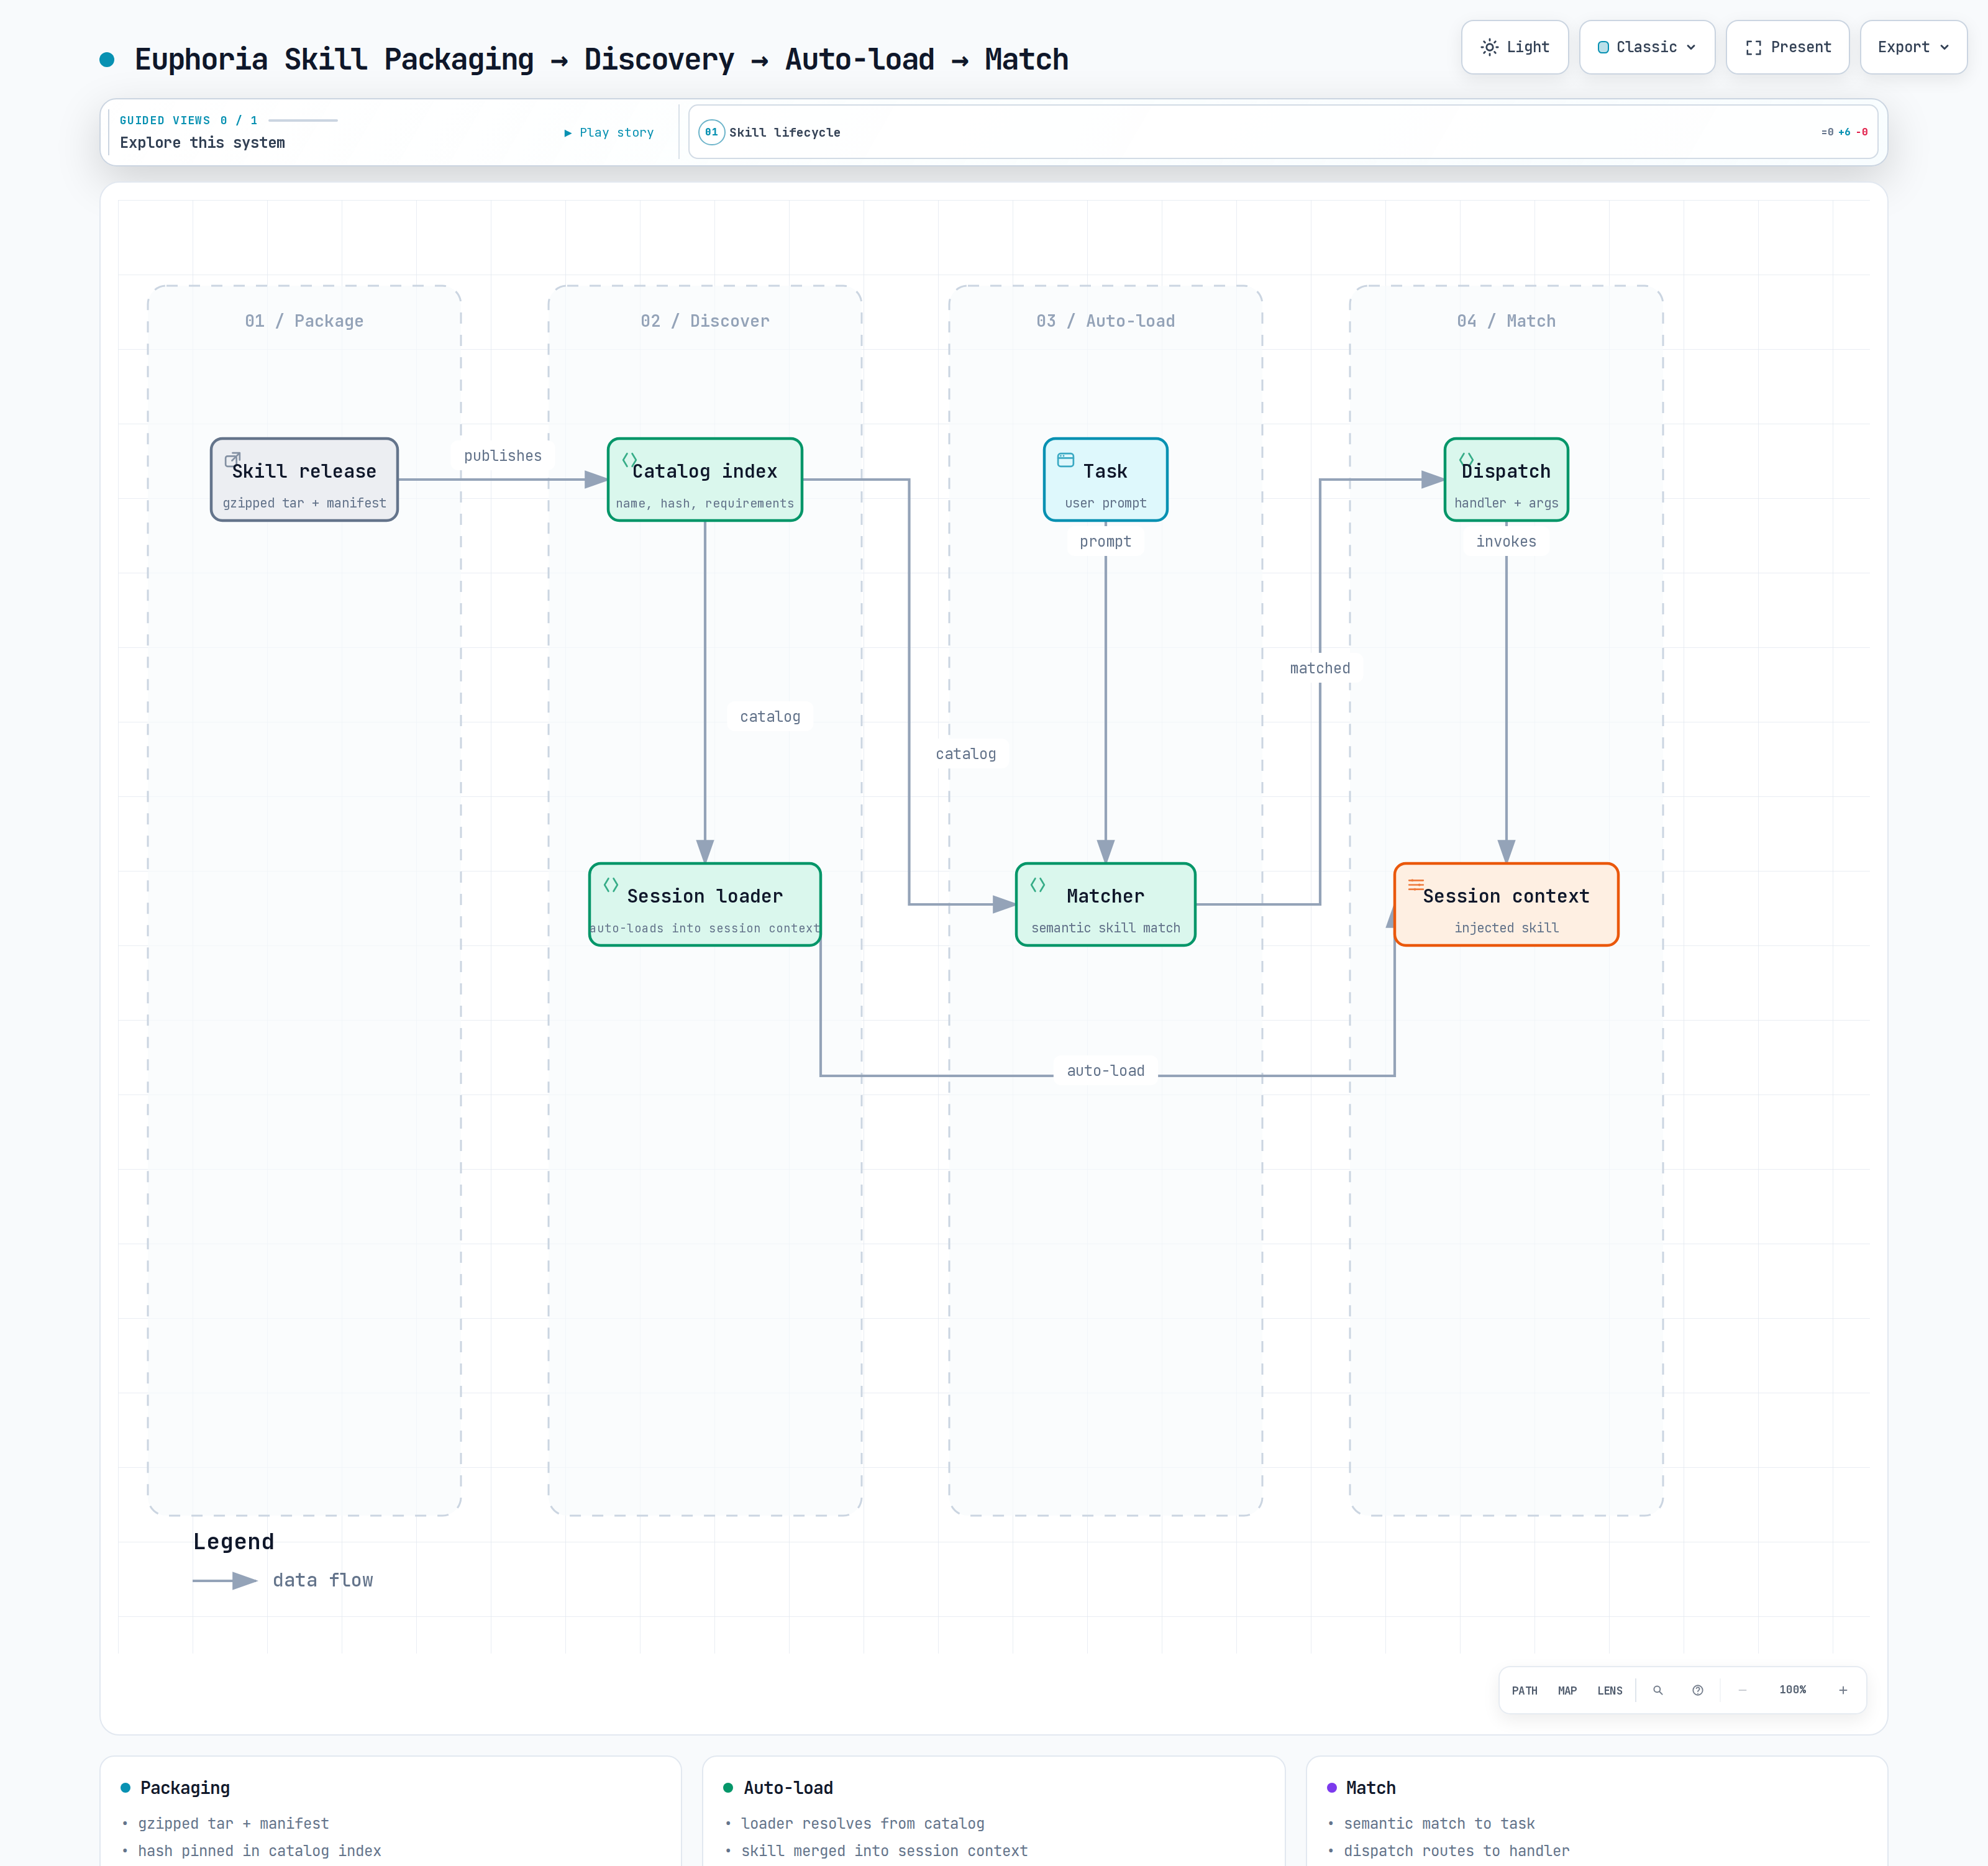 Euphoria Skill Packaging → Discovery → Auto-load → Match
Light
Classic
Present
Export
GUIDED VIEWS 0 / 1
Explore this system
▶ Play story
01 Skill lifecycle
=0 +6 -0
01 / Package
02 / Discover
03 / Auto-load
04 / Match
Skill release
gzipped tar + manifest
publishes
Catalog index
name, hash, requirements
Task
user prompt
Dispatch
handler + args
prompt
invokes
matched
catalog
catalog
Session loader
auto-loads into session context
Matcher
semantic skill match
Session context
injected skill
auto-load
Legend
data flow
PATH MAP LENS
100%
Packaging
• gzipped tar + manifest
• hash pinned in catalog index
Auto-load
• loader resolves from catalog
• skill merged into session context
Match
• semantic match to task
• dispatch routes to handler